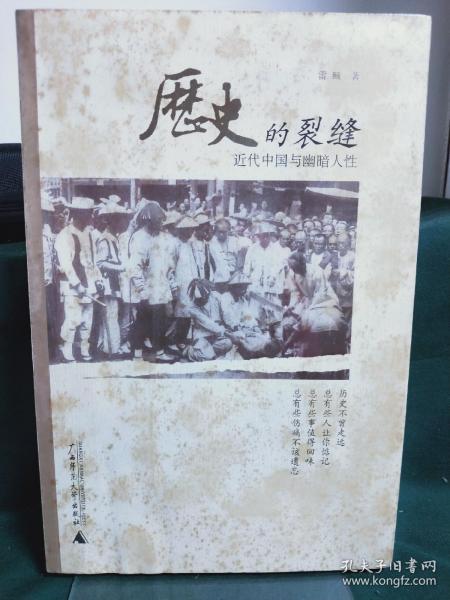 雷颐 著
歷史的裂缝
近代中国与幽暗人性
历史不曾走远
总有些人让你惦记
总有些事值得回味
总有些伤痛不该遗忘
广西师范大学出版社
孔夫子旧书网
www.kongfz.com